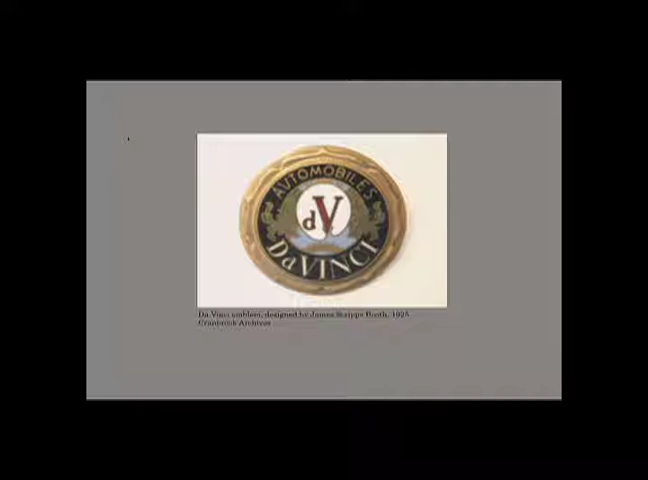 AUTOMOBILES
dV
DaVINCI
Da Vinci emblem, designed by James Scripps Booth, 1925
Cranbrook Archives